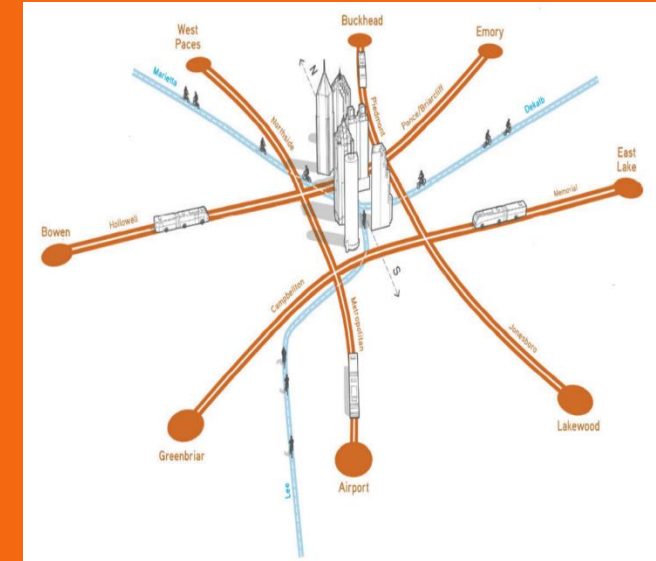 Buckhead
West
Paces
Emory
Marietta
N
Piedmont
Ponce/Briarcliff
Dekalb
Northside
East
Lake
Memorial
Hollowell
Bowen
S
Campbellton
Metropolitan
Jonesboro
Lakewood
Greenbriar
Airport
Lee